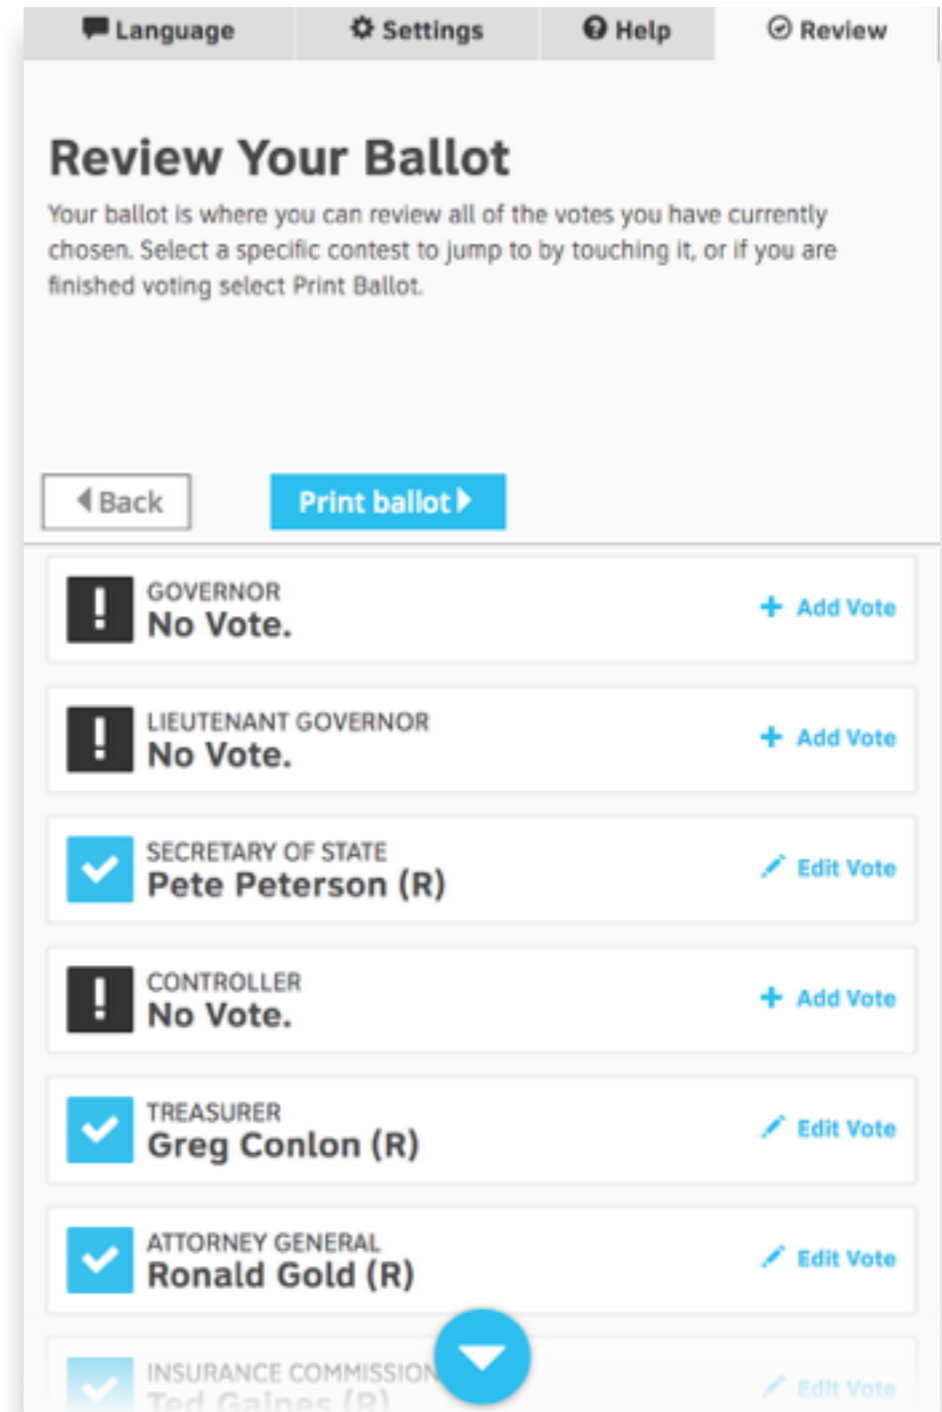 Language Settings Help Review
Review Your Ballot
Your ballot is where you can review all of the votes you have currently
chosen. Select a specific contest to jump to by touching it, or if you are
finished voting select Print Ballot.
Back Print ballot
GOVERNOR
No Vote.
Add Vote
LIEUTENANT GOVERNOR
No Vote.
Add Vote
SECRETARY OF STATE
Pete Peterson (R)
Edit Vote
CONTROLLER
No Vote.
Add Vote
TREASURER
Greg Conlon (R)
Edit Vote
ATTORNEY GENERAL
Ronald Gold (R)
Edit Vote
INSURANCE COMMISSION
Ted Gaines (R)
Edit Vote